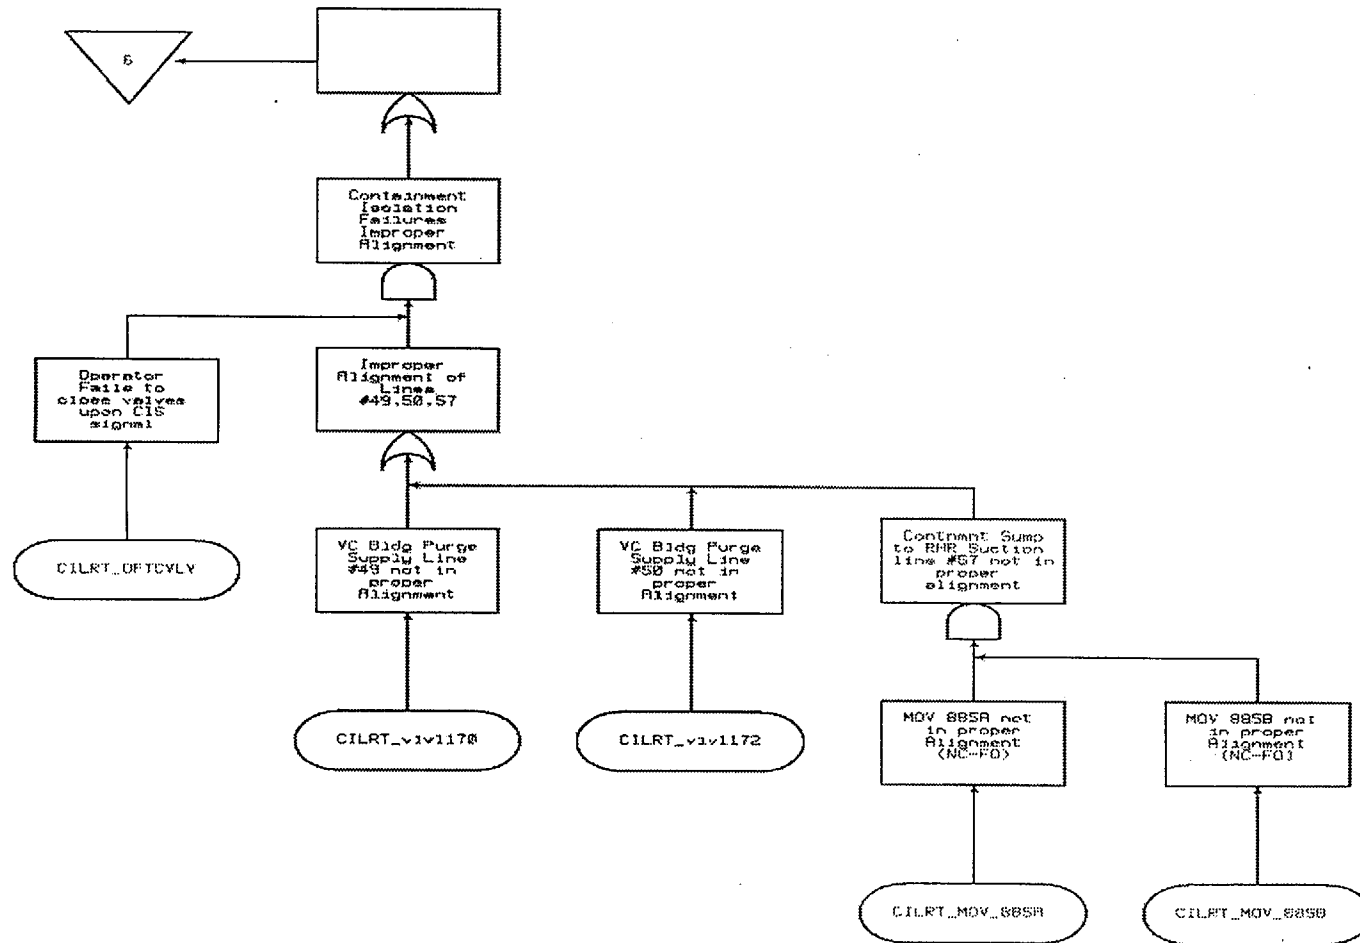 6
Containment
Isolation
Failures
Improper
Alignment
Operator
Fails to
close valves
upon CIS
signal
Improper
Alignment of
Lines
#49,50,57
CILRT_OFTCVLV
VC Bldg Purge
Supply Line
#49 not in
proper
Alignment
VC Bldg Purge
Supply Line
#50 not in
proper
Alignment
Contnmnt Sump
to RHR Suction
line #57 not in
proper
alignment
CILRT_vlv1170
CILRT_vlv1172
MOV 885A not
in proper
Alignment
(NC-FO)
MOV 885B not
in proper
Alignment
(NC-FO)
CILRT_MOV_885A
CILRT_MOV_885B